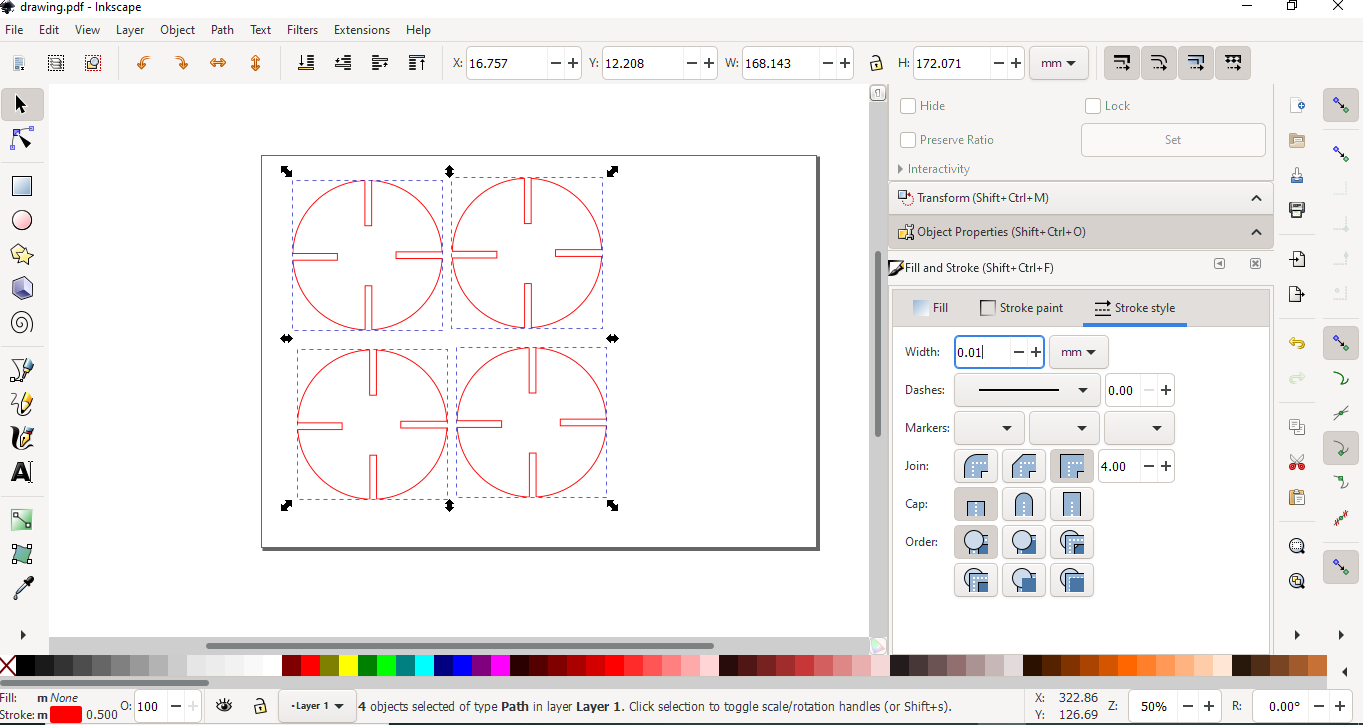 drawing.pdf - Inkscape
File Edit View Layer Object Path Text Filters Extensions Help
X: 16.757 Y: 12.208 W: 168.143 H: 172.071 mm
Hide Lock
Preserve Ratio Set
Interactivity
Transform (Shift+Ctrl+M)
Object Properties (Shift+Ctrl+O)
Fill and Stroke (Shift+Ctrl+F)
Fill Stroke paint Stroke style
Width: 0.01 mm
Dashes: 0.00
Markers:
Join: 4.00
Cap:
Order:
Fill: m None
Stroke: m 0.500
O: 100
Layer 1
4 objects selected of type Path in layer Layer 1. Click selection to toggle scale/rotation handles (or Shift+s).
X: 322.86
Y: 126.69
Z: 50%
R: 0.00°